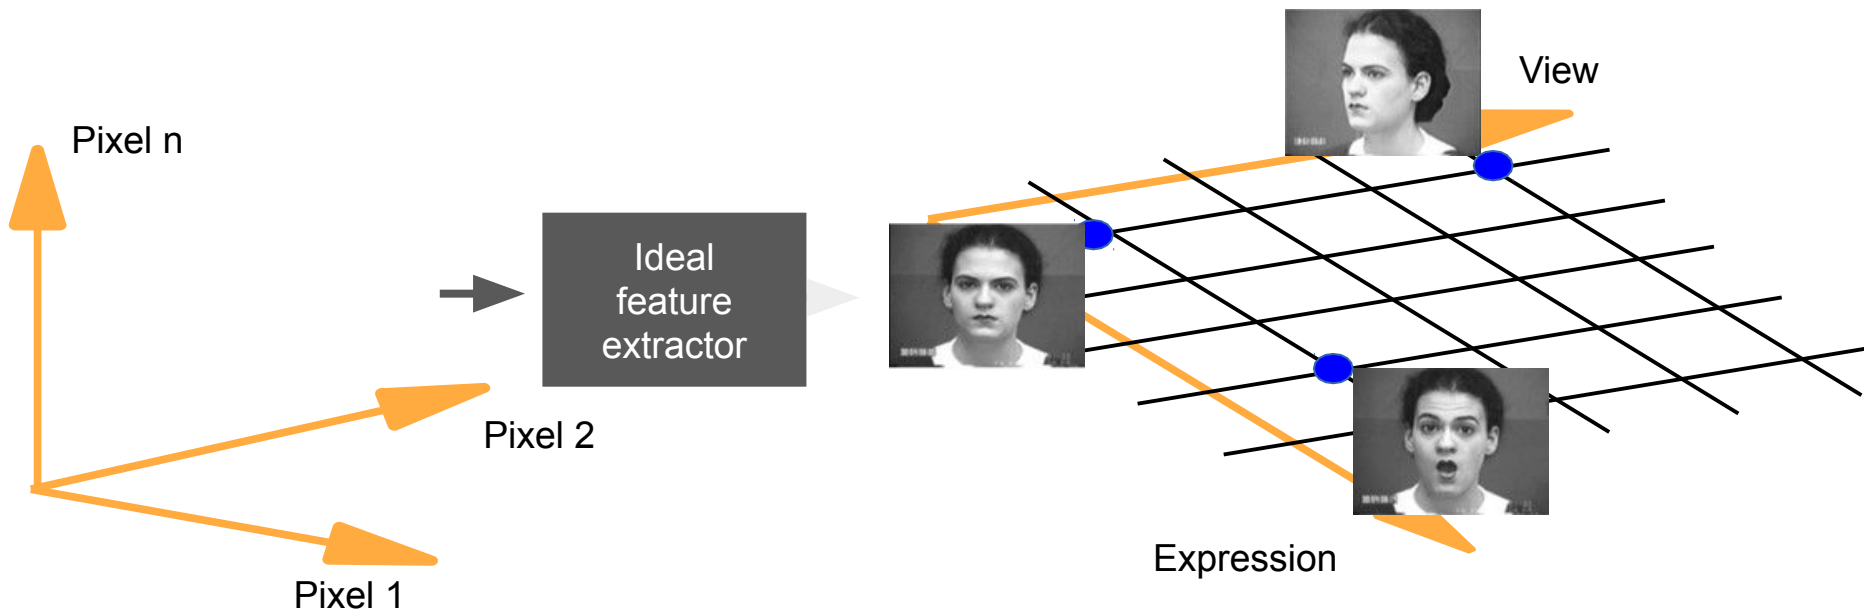 Pixel n
Pixel 2
Pixel 1
Ideal
feature
extractor
View
Expression